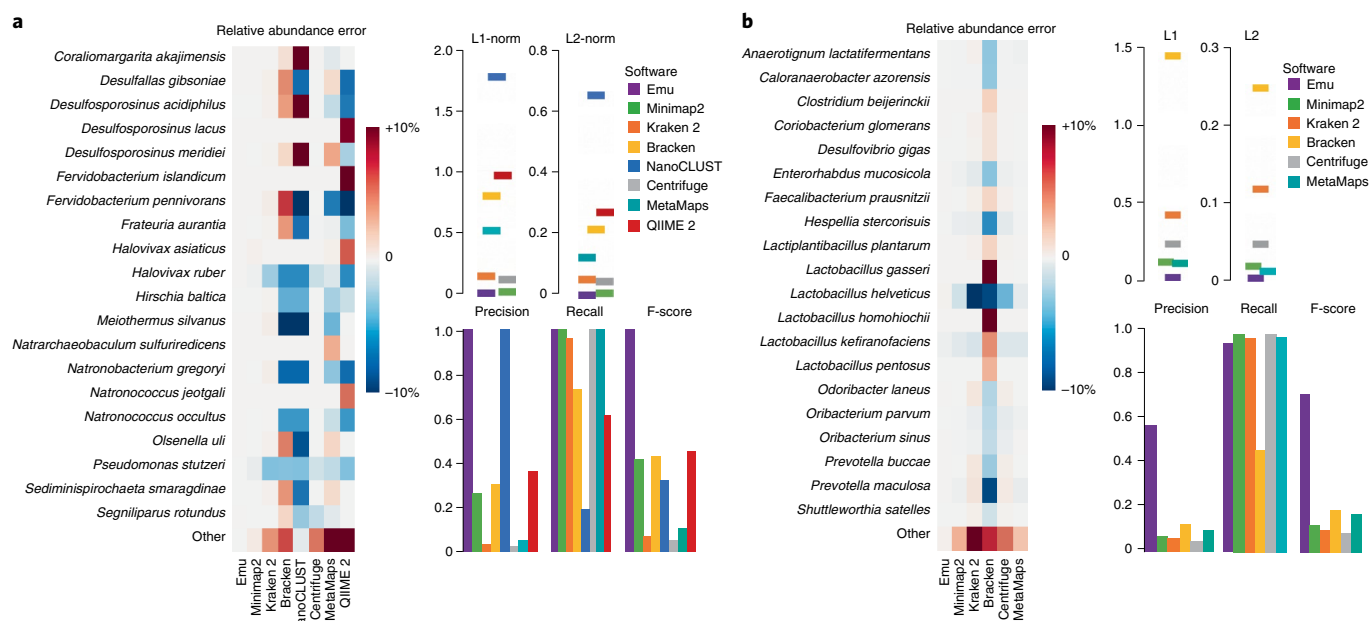 a
Relative abundance error
Coraliomargarita akajimensis
Desulfallas gibsoniae
Desulfosporosinus acidiphilus
Desulfosporosinus lacus
Desulfosporosinus meridiei
Fervidobacterium islandicum
Fervidobacterium pennivorans
Frateuria aurantia
Halovivax asiaticus
Halovivax ruber
Hirschia baltica
Meiothermus silvanus
Natrarchaeobaculum sulfurireducens
Natronobacterium gregoryi
Natronococcus jeotgali
Natronococcus occultus
Olsenella uli
Pseudomonas stutzeri
Sediminispirochaeta smaragdinae
Segniliparus rotundus
Other
Emu
Minimap2
Kraken 2
Bracken
anoCLUST
Centrifuge
MetaMaps
QIIME 2
+10%
0
−10%
L1-norm
2.0
1.5
1.0
0.5
0
L2-norm
0.8
0.6
0.4
0.2
0
Software
Emu
Minimap2
Kraken 2
Bracken
NanoCLUST
Centrifuge
MetaMaps
QIIME 2
Precision
Recall
F-score
1.0
0.8
0.6
0.4
0.2
0
b
Relative abundance error
Anaerotignum lactatifermentans
Caloranaerobacter azorensis
Clostridium beijerinckii
Coriobacterium glomerans
Desulfovibrio gigas
Enterorhabdus mucosicola
Faecalibacterium prausnitzii
Hespellia stercorisuis
Lactiplantibacillus plantarum
Lactobacillus gasseri
Lactobacillus helveticus
Lactobacillus homohiochii
Lactobacillus kefiranofaciens
Lactobacillus pentosus
Odoribacter laneus
Oribacterium parvum
Oribacterium sinus
Prevotella buccae
Prevotella maculosa
Shuttleworthia satelles
Other
Emu
Minimap2
Kraken 2
Bracken
Centrifuge
MetaMaps
+10%
0
−10%
L1
1.5
1.0
0.5
0
L2
0.3
0.2
0.1
0
Software
Emu
Minimap2
Kraken 2
Bracken
Centrifuge
MetaMaps
Precision
Recall
F-score
1.0
0.8
0.6
0.4
0.2
0